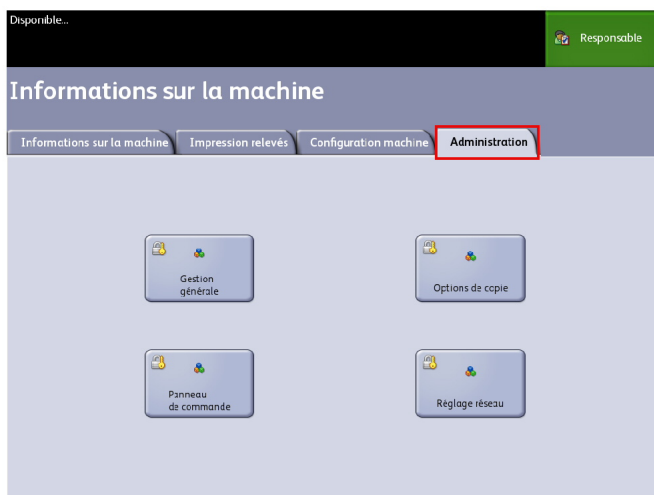 Disponible...
Responsable
Informations sur la machine
Informations sur la machine
Impression relevés
Configuration machine
Administration
Gestion
générale
Options de copie
Panneau
de commande
Réglage réseau